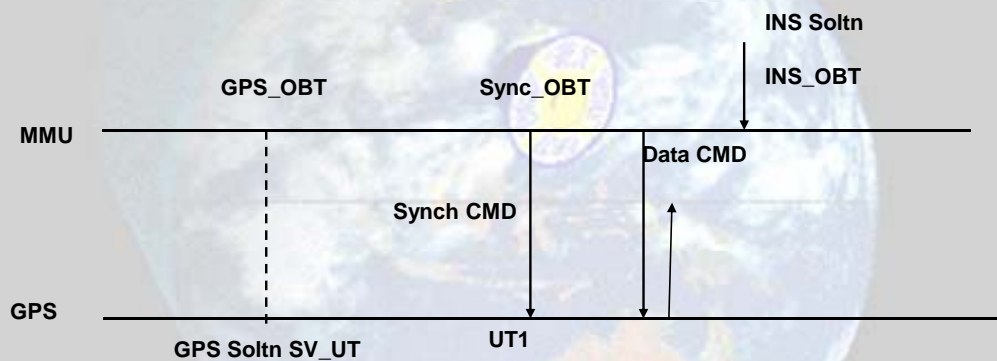 INS Soltn
GPS_OBT
Sync_OBT
INS_OBT
MMU
Data CMD
Synch CMD
GPS
UT1
GPS Soltn SV_UT